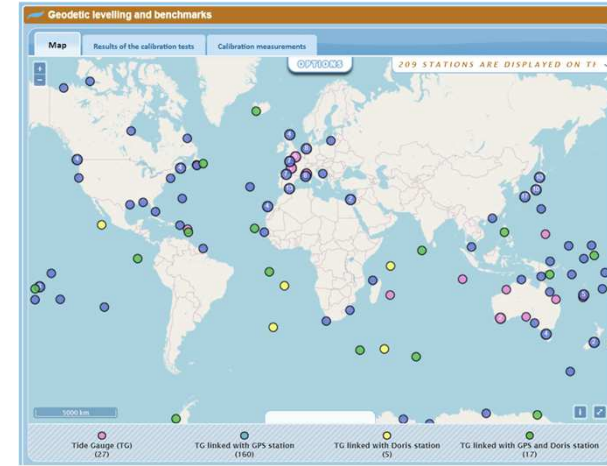 Geodetic levelling and benchmarks
Map
Results of the calibration tests
Calibration measurements
OPTIONS
209 STATIONS ARE DISPLAYED ON
5000 km
Tide Gauge (TG)
(27)
TG linked with GPS station
(160)
TG linked with Doris station
(5)
TG linked with GPS and Doris station
(17)